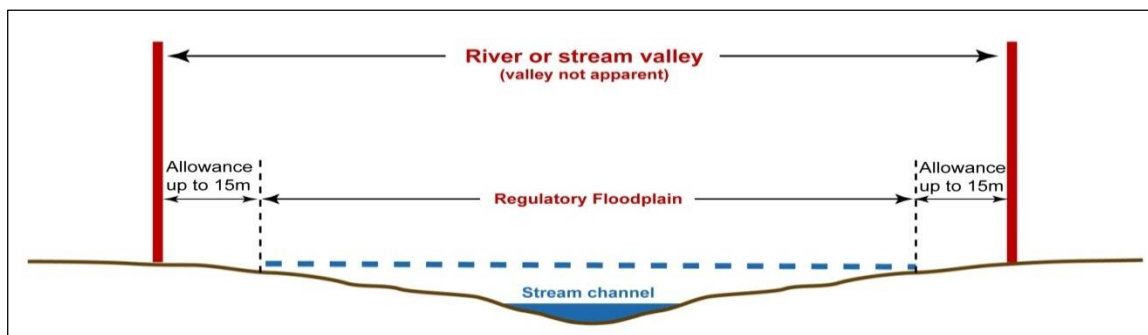 River or stream valley
(valley not apparent)
Allowance
up to 15m
Regulatory Floodplain
Allowance
up to 15m
Stream channel